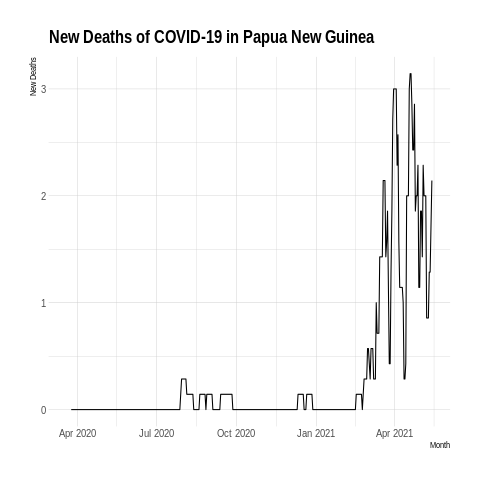 New Deaths of COVID-19 in Papua New Guinea
New Deaths
3
2
1
0
Apr 2020 Jul 2020 Oct 2020 Jan 2021 Apr 2021
Month